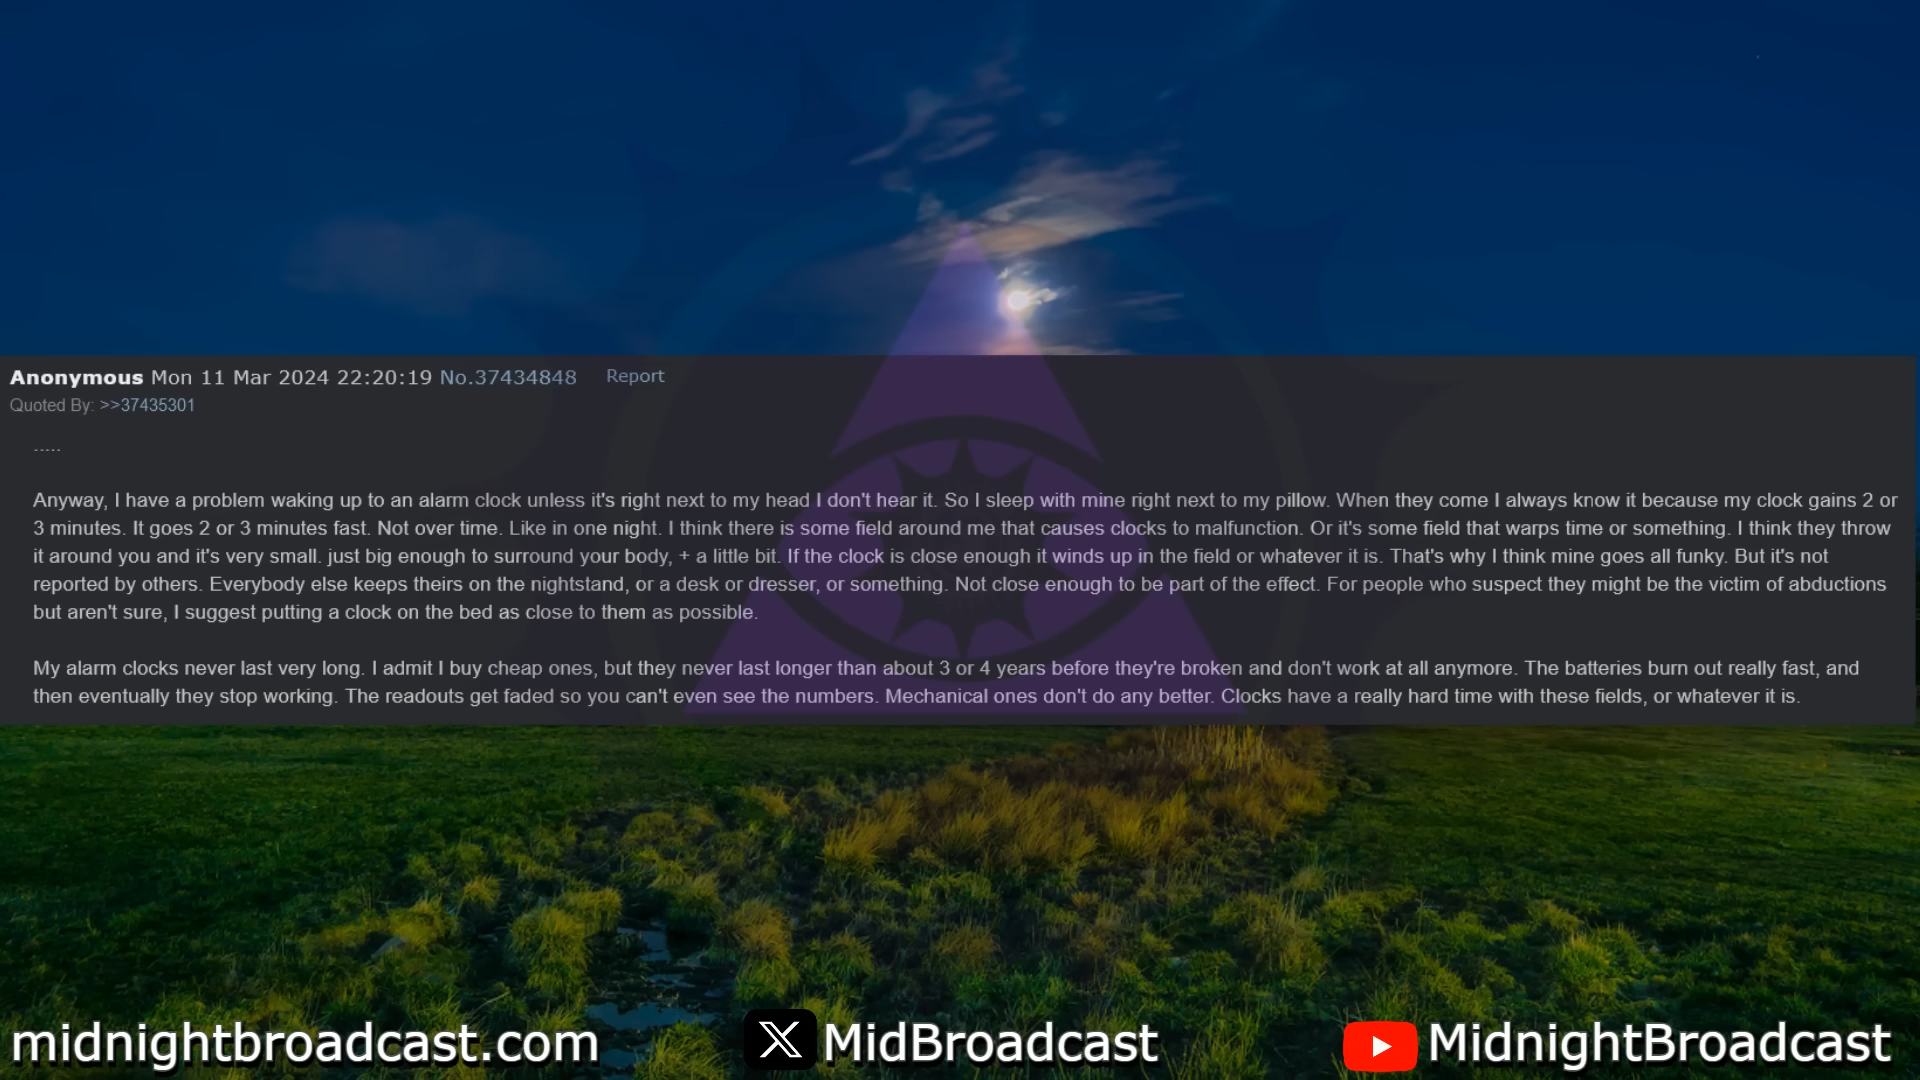 Anonymous Mon 11 Mar 2024 22:20:19 No.37434848 Report
Quoted By: >>37435301
-----
Anyway, I have a problem waking up to an alarm clock unless it's right next to my head I don't hear it. So I sleep with mine right next to my pillow. When they come I always know it because my clock gains 2 or
3 minutes. It goes 2 or 3 minutes fast. Not over time. Like in one night. I think there is some field around me that causes clocks to malfunction. Or it's some field that warps time or something. I think they throw
it around you and it's very small. just big enough to surround your body, + a little bit. If the clock is close enough it winds up in the field or whatever it is. That's why I think mine goes all funky. But it's not
reported by others. Everybody else keeps theirs on the nightstand, or a desk or dresser, or something. Not close enough to be part of the effect. For people who suspect they might be the victim of abductions
but aren't sure, I suggest putting a clock on the bed as close to them as possible.
My alarm clocks never last very long. I admit I buy cheap ones, but they never last longer than about 3 or 4 years before they're broken and don't work at all anymore. The batteries burn out really fast, and
then eventually they stop working. The readouts get faded so you can't even see the numbers. Mechanical ones don't do any better. Clocks have a really hard time with these fields, or whatever it is.
midnightbroadcast.com MidBroadcast MidnightBroadcast